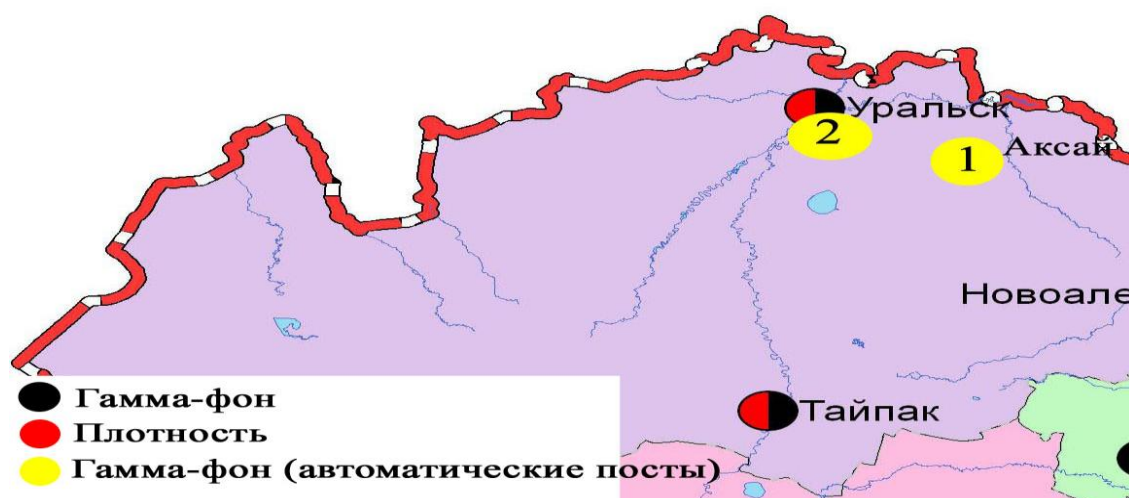 Уральск
2
1
Аксай
Новоале
Тайпак
Гамма-фон
Плотность
Гамма-фон (автоматические посты)